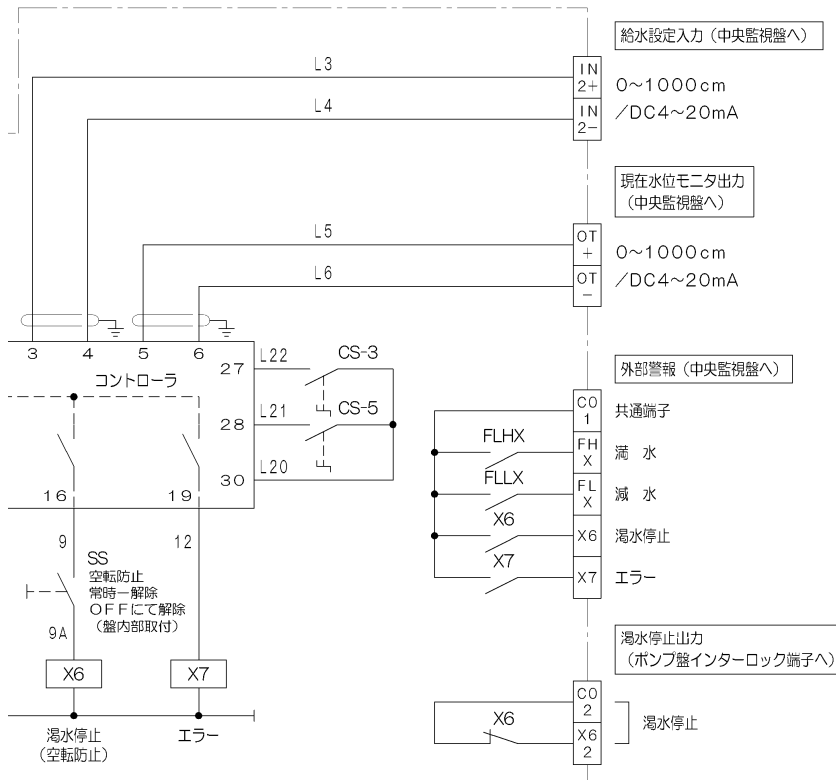 給水設定入力（中央監視盤へ）
L3
IN
2+
0～1000cm
L4
IN
2-
／DC4～20mA
現在水位モニタ出力
（中央監視盤へ）
L5
OT
+
0～1000cm
L6
OT
-
／DC4～20mA
3
4
5
6
コントローラ
27
L22
CS-3
28
L21
CS-5
30
L20
16
19
外部警報（中央監視盤へ）
CO
1
共通端子
FLHX
FH
X
満 水
FLLX
FL
X
減 水
X6
X6
渇水停止
X7
X7
エラー
9
12
SS
空転防止
常時ー解除
OFFにて解除
（盤内部取付）
9A
X6
X7
渇水停止
（空転防止）
エラー
渇水停止出力
（ポンプ盤インターロック端子へ）
CO
2
X6
X6
2
渇水停止